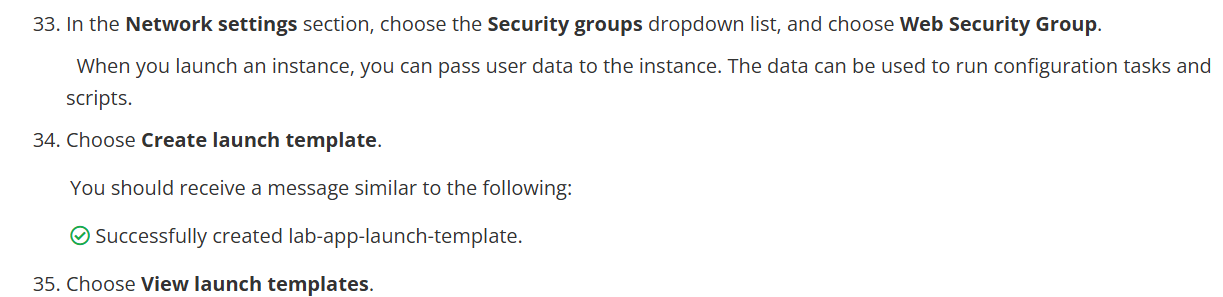 33. In the Network settings section, choose the Security groups dropdown list, and choose Web Security Group.
When you launch an instance, you can pass user data to the instance. The data can be used to run configuration tasks and
scripts.
34. Choose Create launch template.
You should receive a message similar to the following:
Successfully created lab-app-launch-template.
35. Choose View launch templates.